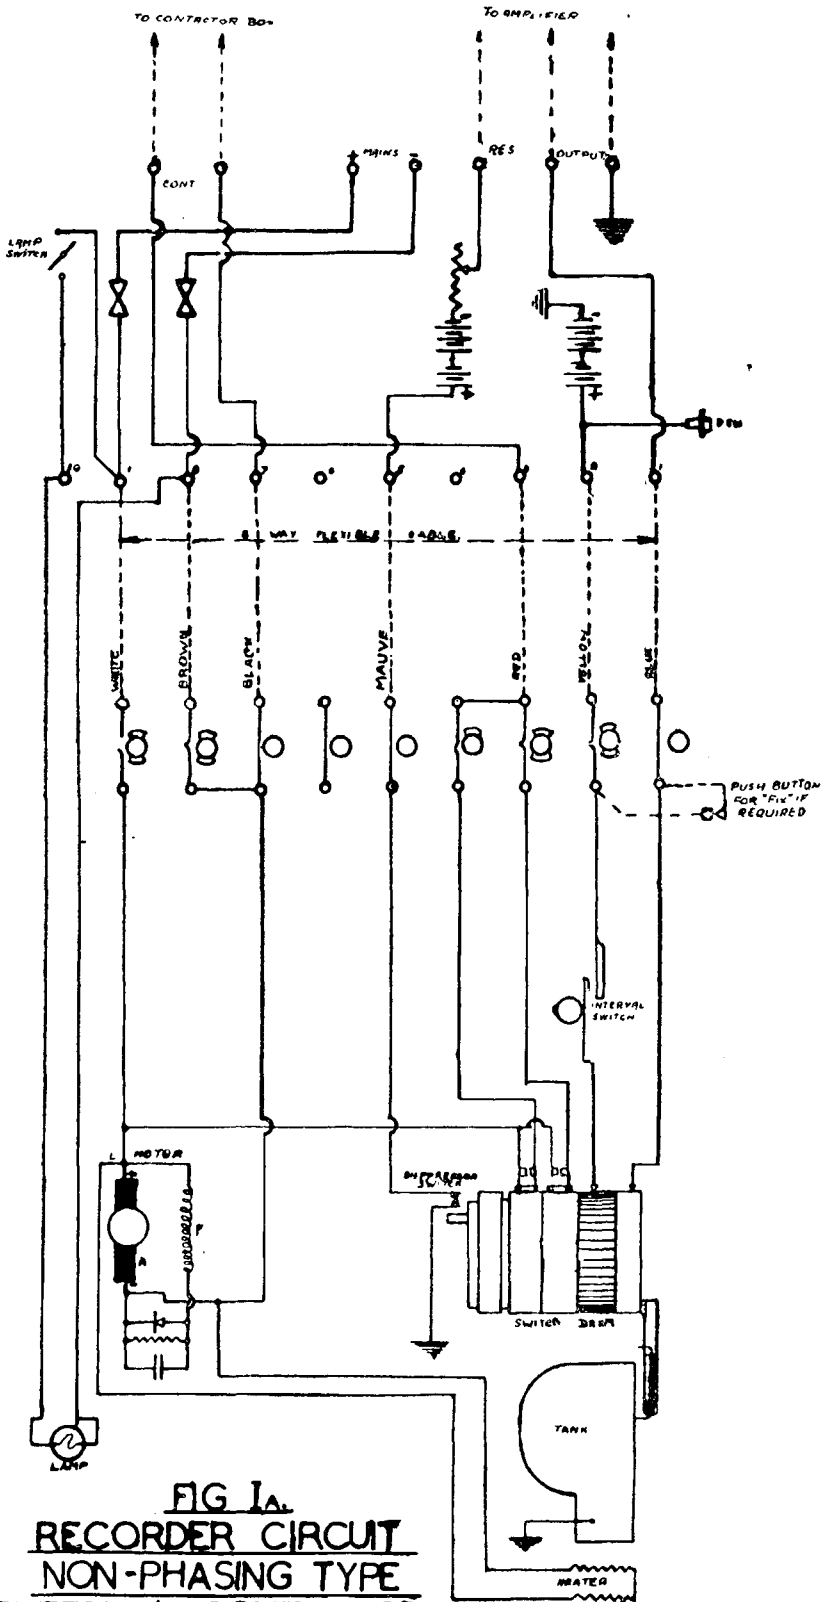 TO CONTACTOR BOX
TO AMPLIFIER
+ MAINS -
RES
OUTPUT
CONT
LAMP
SWITCH
8 WAY FLEXIBLE CABLE
WHITE
BROWN
BLACK
MAUVE
RED
YELLOW
BLUE
PUSH BUTTON
FOR "FIX" IF
REQUIRED
INTERVAL
SWITCH
L
MOTOR
SWITCH
F
A
SWITCH
DRUM
TANK
LAMP
HEATER
FIG IA.
RECORDER CIRCUIT
NON-PHASING TYPE